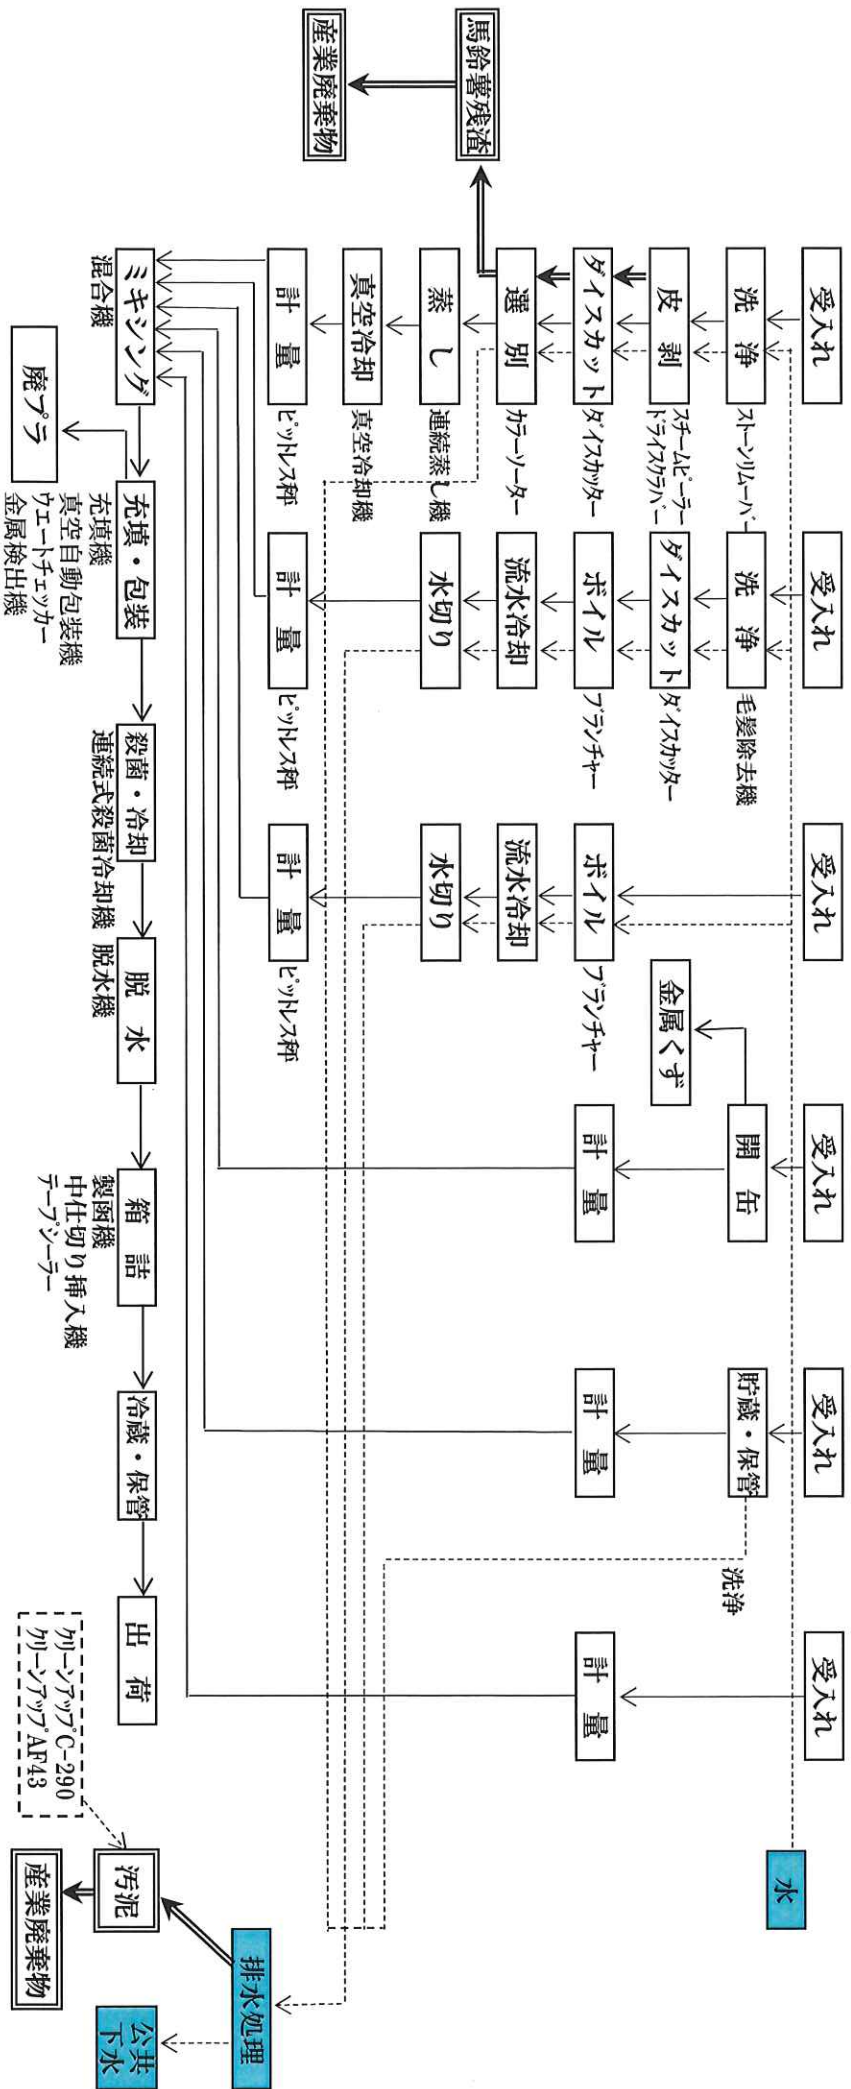 受入れ
洗浄
ストーンリムーバー
皮剥
スチームピーラー
ドライスクラバー
ダイスカット
ダイスカッター
選別
カラーソーター
蒸し
連続蒸し機
真空冷却
真空冷却機
計量
ピットレス秤
馬鈴薯残渣
産業廃棄物
受入れ
洗浄
毛髪除去機
ダイスカット
ダイスカッター
ボイル
ブランチャー
流水冷却
水切り
計量
ピットレス秤
受入れ
ボイル
ブランチャー
流水冷却
水切り
計量
ピットレス秤
受入れ
開缶
金属くず
計量
受入れ
貯蔵・保管
洗浄
計量
受入れ
計量
水
ミキシング
混合機
廃プラ
充填・包装
充填機
真空自動包装機
ウエートチェッカー
金属検出機
殺菌・冷却
連続式殺菌冷却機
脱水
脱水機
箱詰
製函機
中仕切り挿入機
テープシーラー
冷蔵・保管
出荷
クリーンアップC-290
クリーンアップAF43
汚泥
産業廃棄物
排水処理
公共
下水